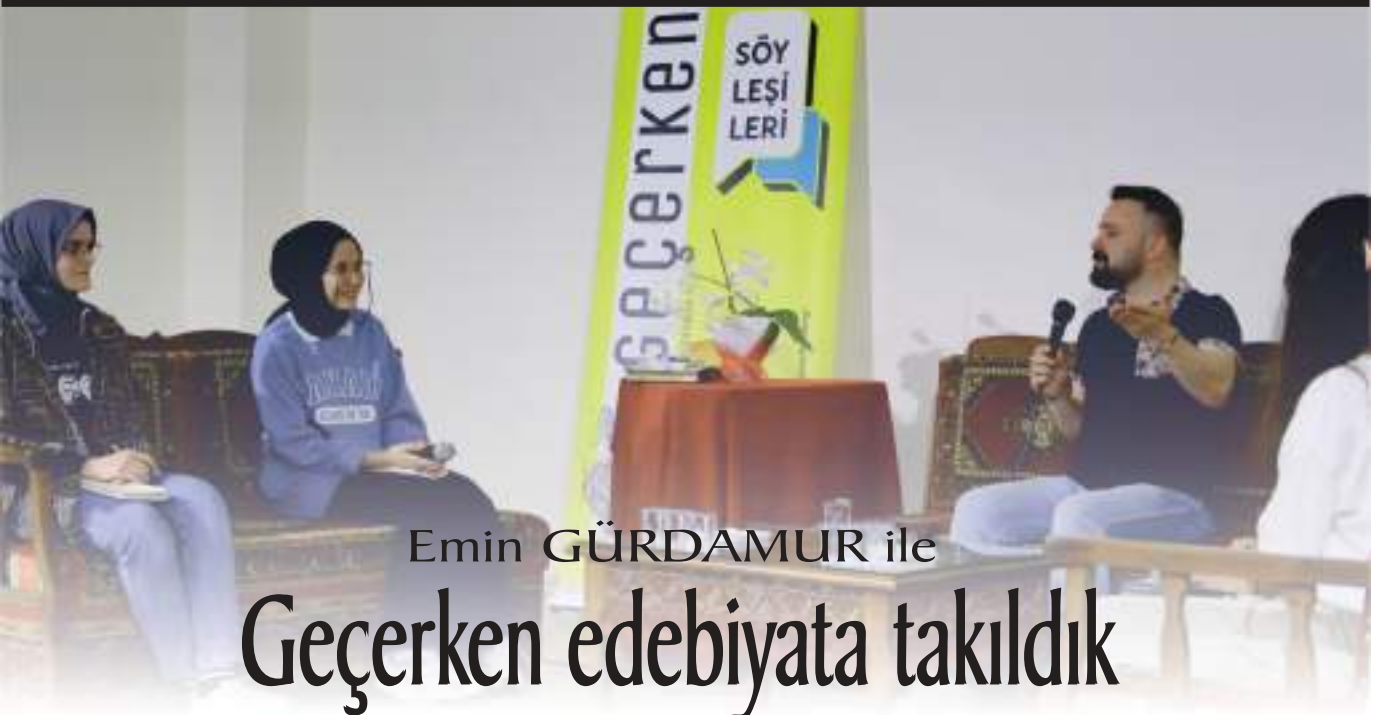 Geçerken
SÖY
LEŞİ
LERİ
Emin GÜRDAMUR ile
Geçerken edebiyata takıldık